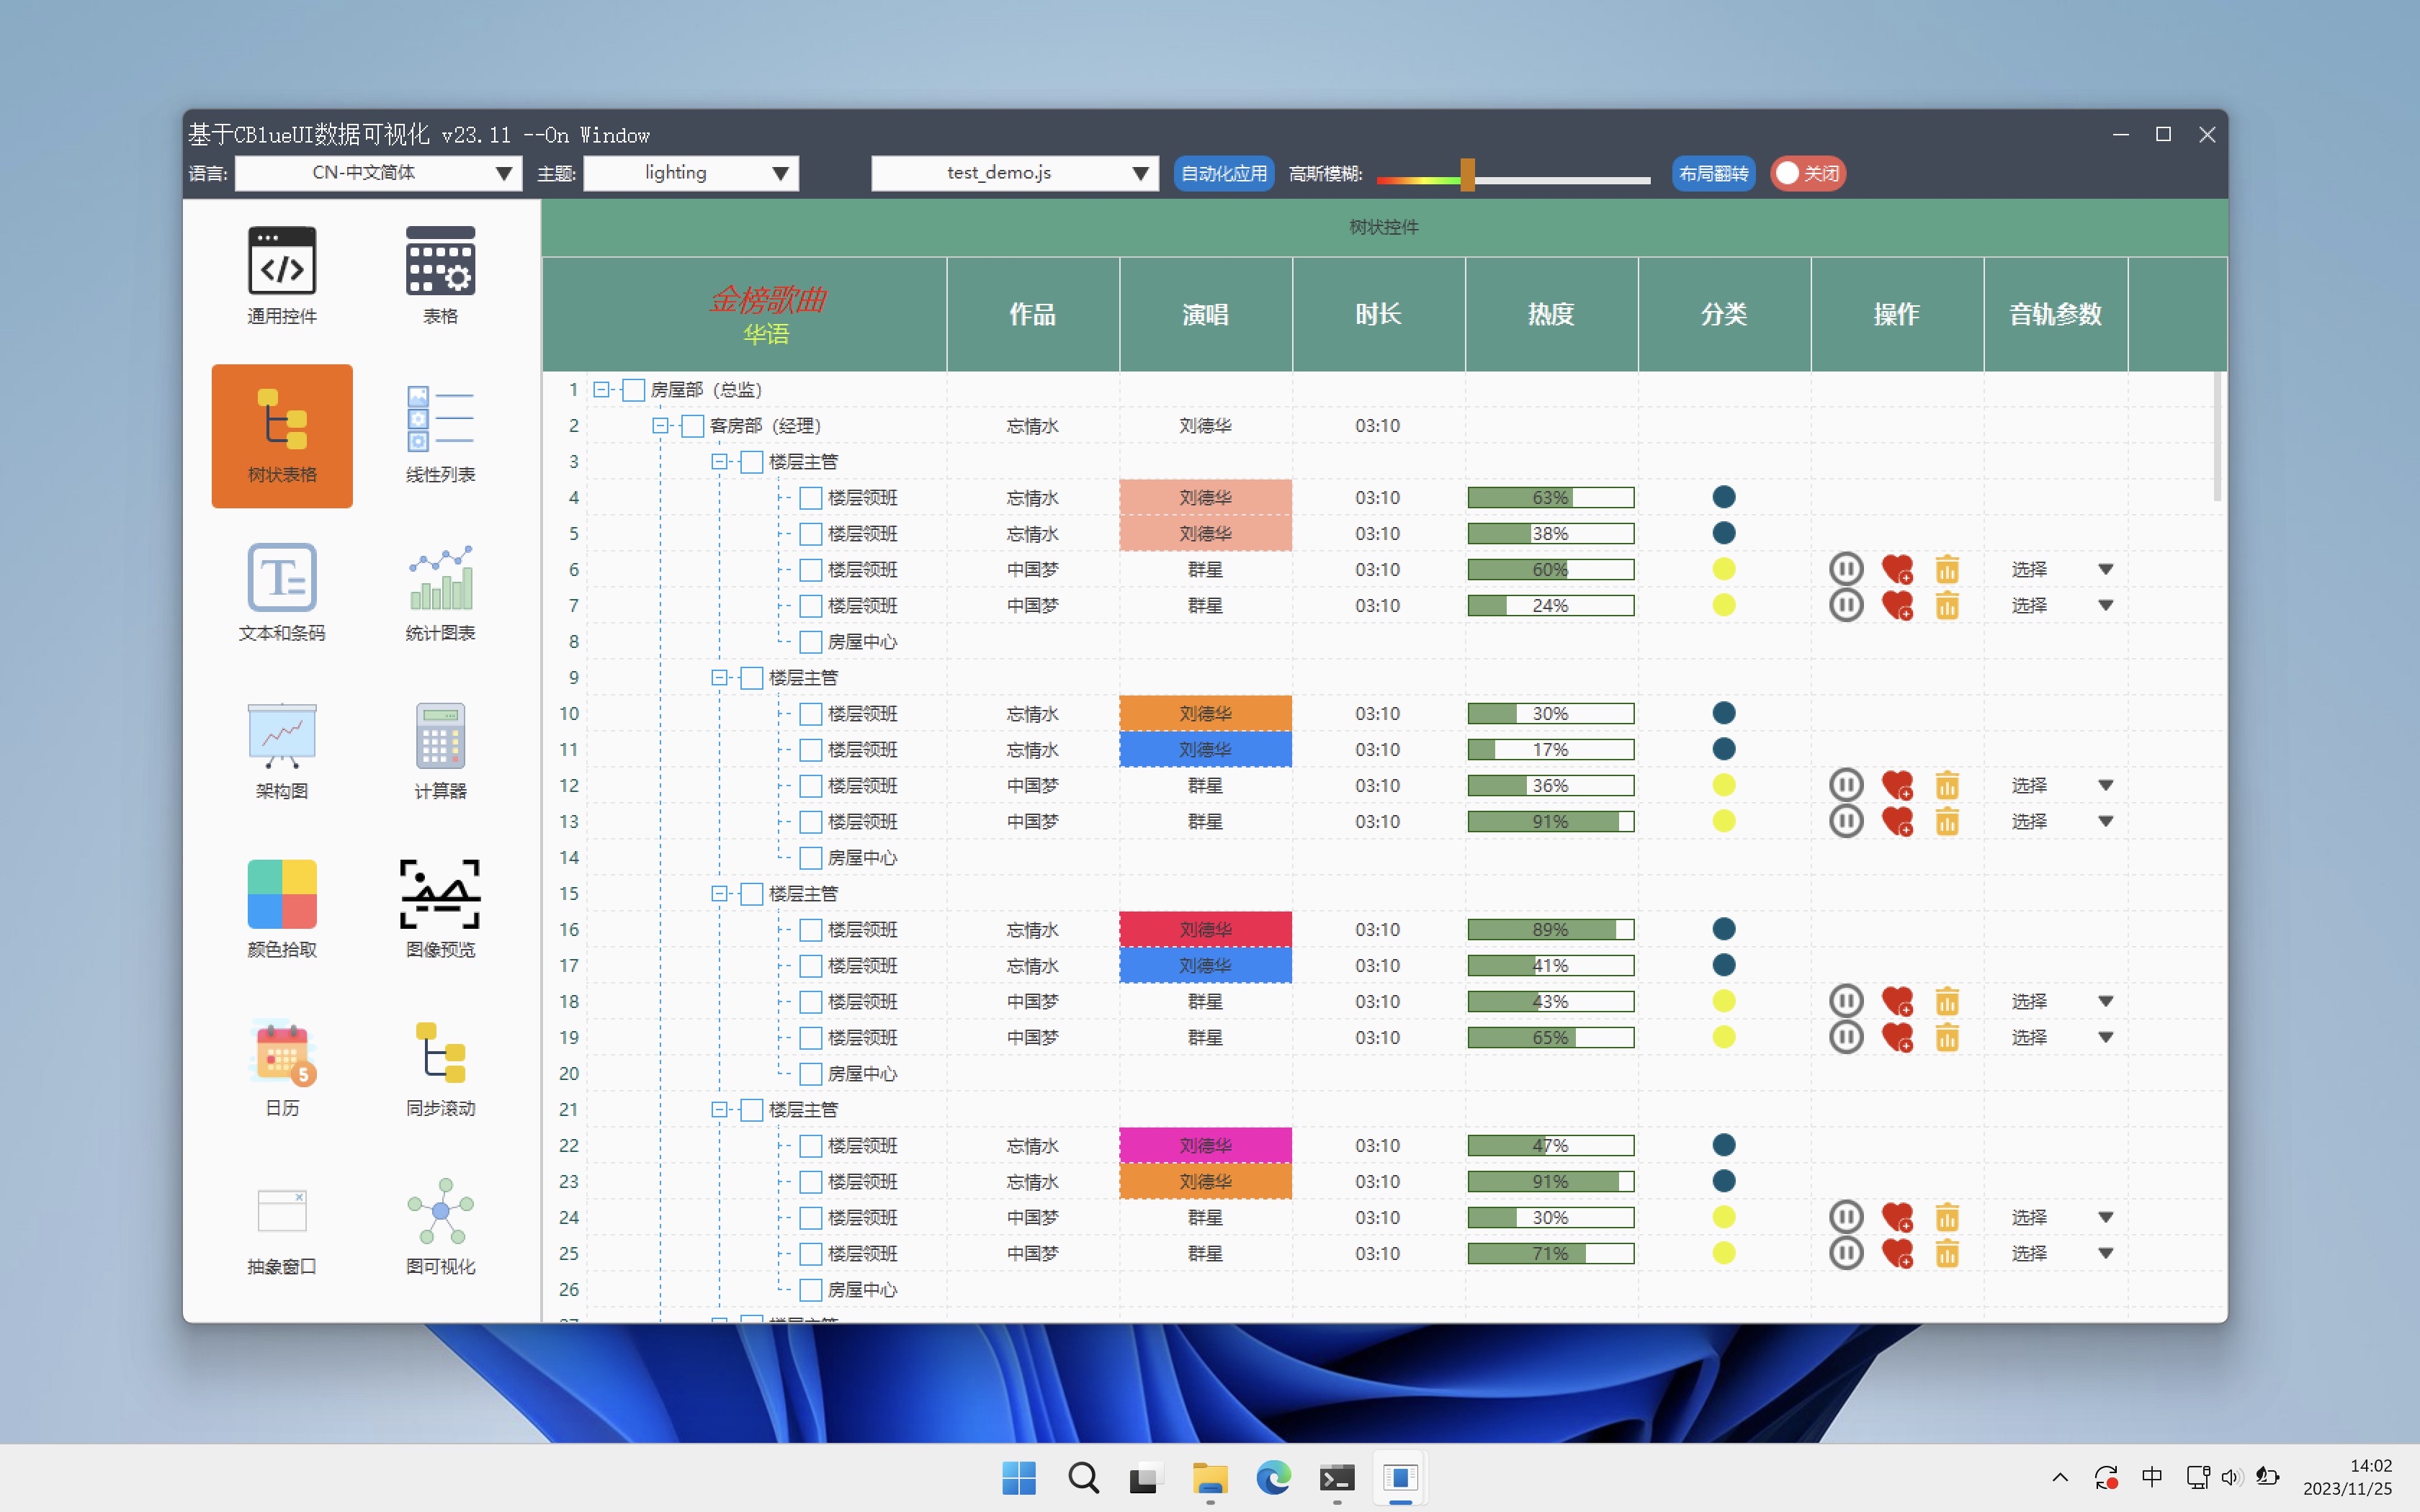 基于CBlueUI数据可视化 v23.11 --On Window
语言: CN-中文简体 主题: lighting test_demo.js 自动化应用 高斯模糊: 布局翻转 关闭
通用控件 表格
树状表格 线性列表
文本和条码 统计图表
架构图 计算器
颜色拾取 图像预览
5
日历 同步滚动
抽象窗口 图可视化
树状控件
金榜歌曲
华语
作品 演唱 时长 热度 分类 操作 音轨参数
1 房屋部 (总监)
2 客房部 (经理) 忘情水 刘德华 03:10
3 楼层主管
4 楼层领班 忘情水 刘德华 03:10 63%
5 楼层领班 忘情水 刘德华 03:10 38%
6 楼层领班 中国梦 群星 03:10 60% 选择
7 楼层领班 中国梦 群星 03:10 24% 选择
8 房屋中心
9 楼层主管
10 楼层领班 忘情水 刘德华 03:10 30%
11 楼层领班 忘情水 刘德华 03:10 17%
12 楼层领班 中国梦 群星 03:10 36% 选择
13 楼层领班 中国梦 群星 03:10 91% 选择
14 房屋中心
15 楼层主管
16 楼层领班 忘情水 刘德华 03:10 89%
17 楼层领班 忘情水 刘德华 03:10 41%
18 楼层领班 中国梦 群星 03:10 43% 选择
19 楼层领班 中国梦 群星 03:10 65% 选择
20 房屋中心
21 楼层主管
22 楼层领班 忘情水 刘德华 03:10 47%
23 楼层领班 忘情水 刘德华 03:10 91%
24 楼层领班 中国梦 群星 03:10 30% 选择
25 楼层领班 中国梦 群星 03:10 71% 选择
26 房屋中心
中
14:02
2023/11/25